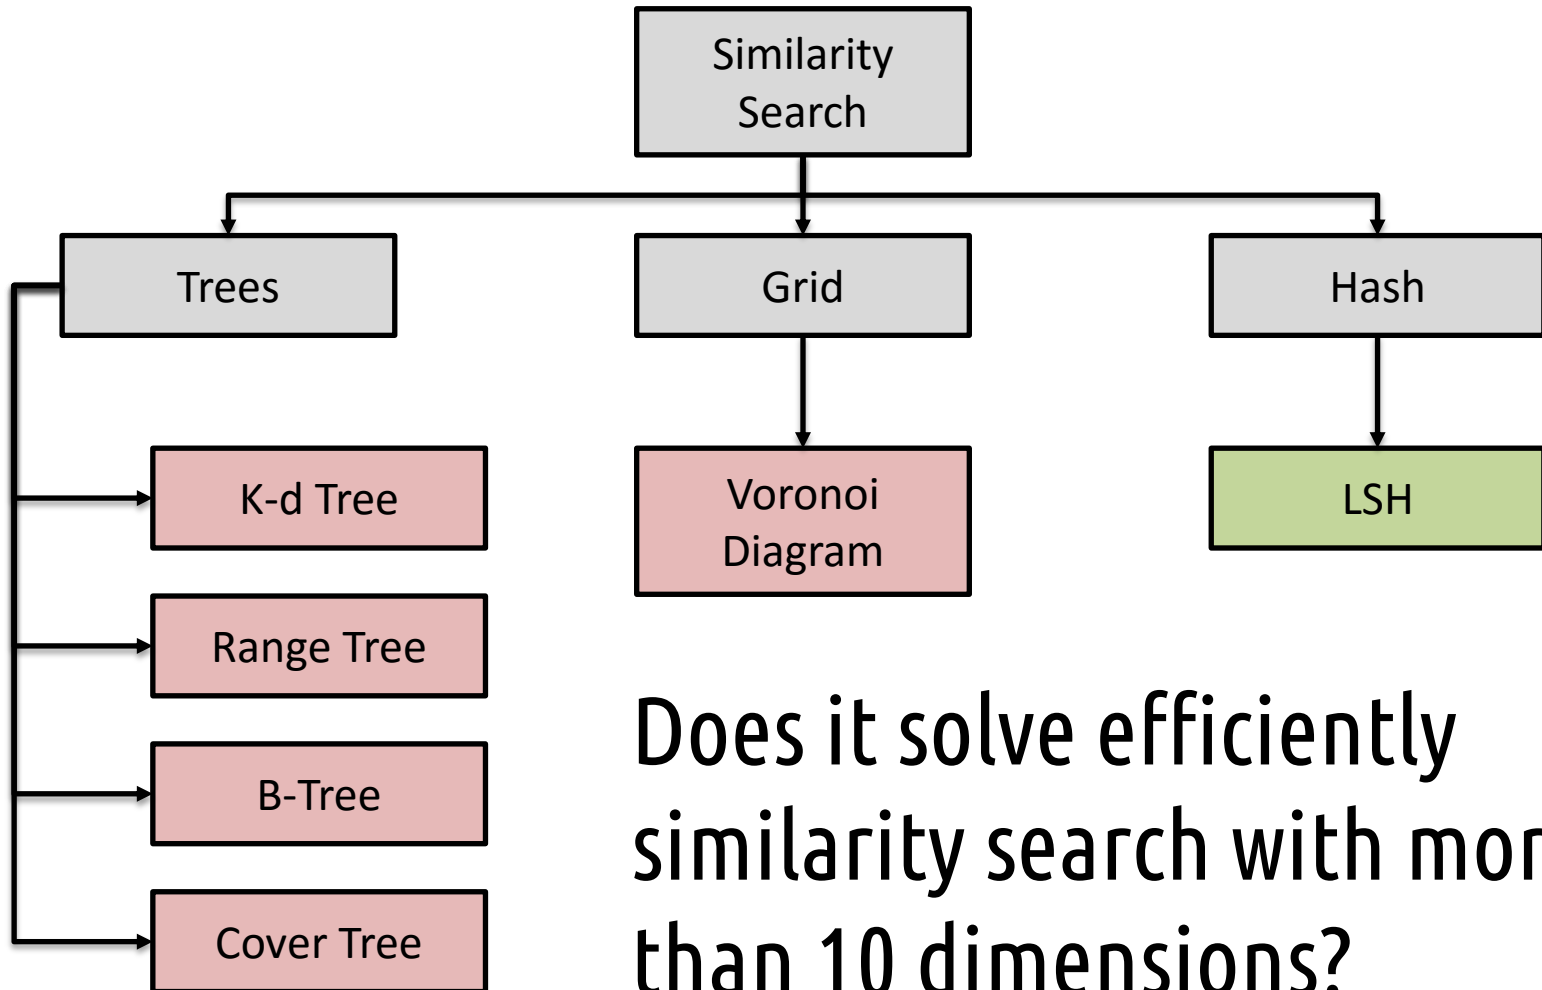 Similarity
Search
Trees
Grid
Hash
K-d Tree
Voronoi
Diagram
LSH
Range Tree
B-Tree
Cover Tree
Does it solve efficiently
similarity search with mor
than 10 dimensions?